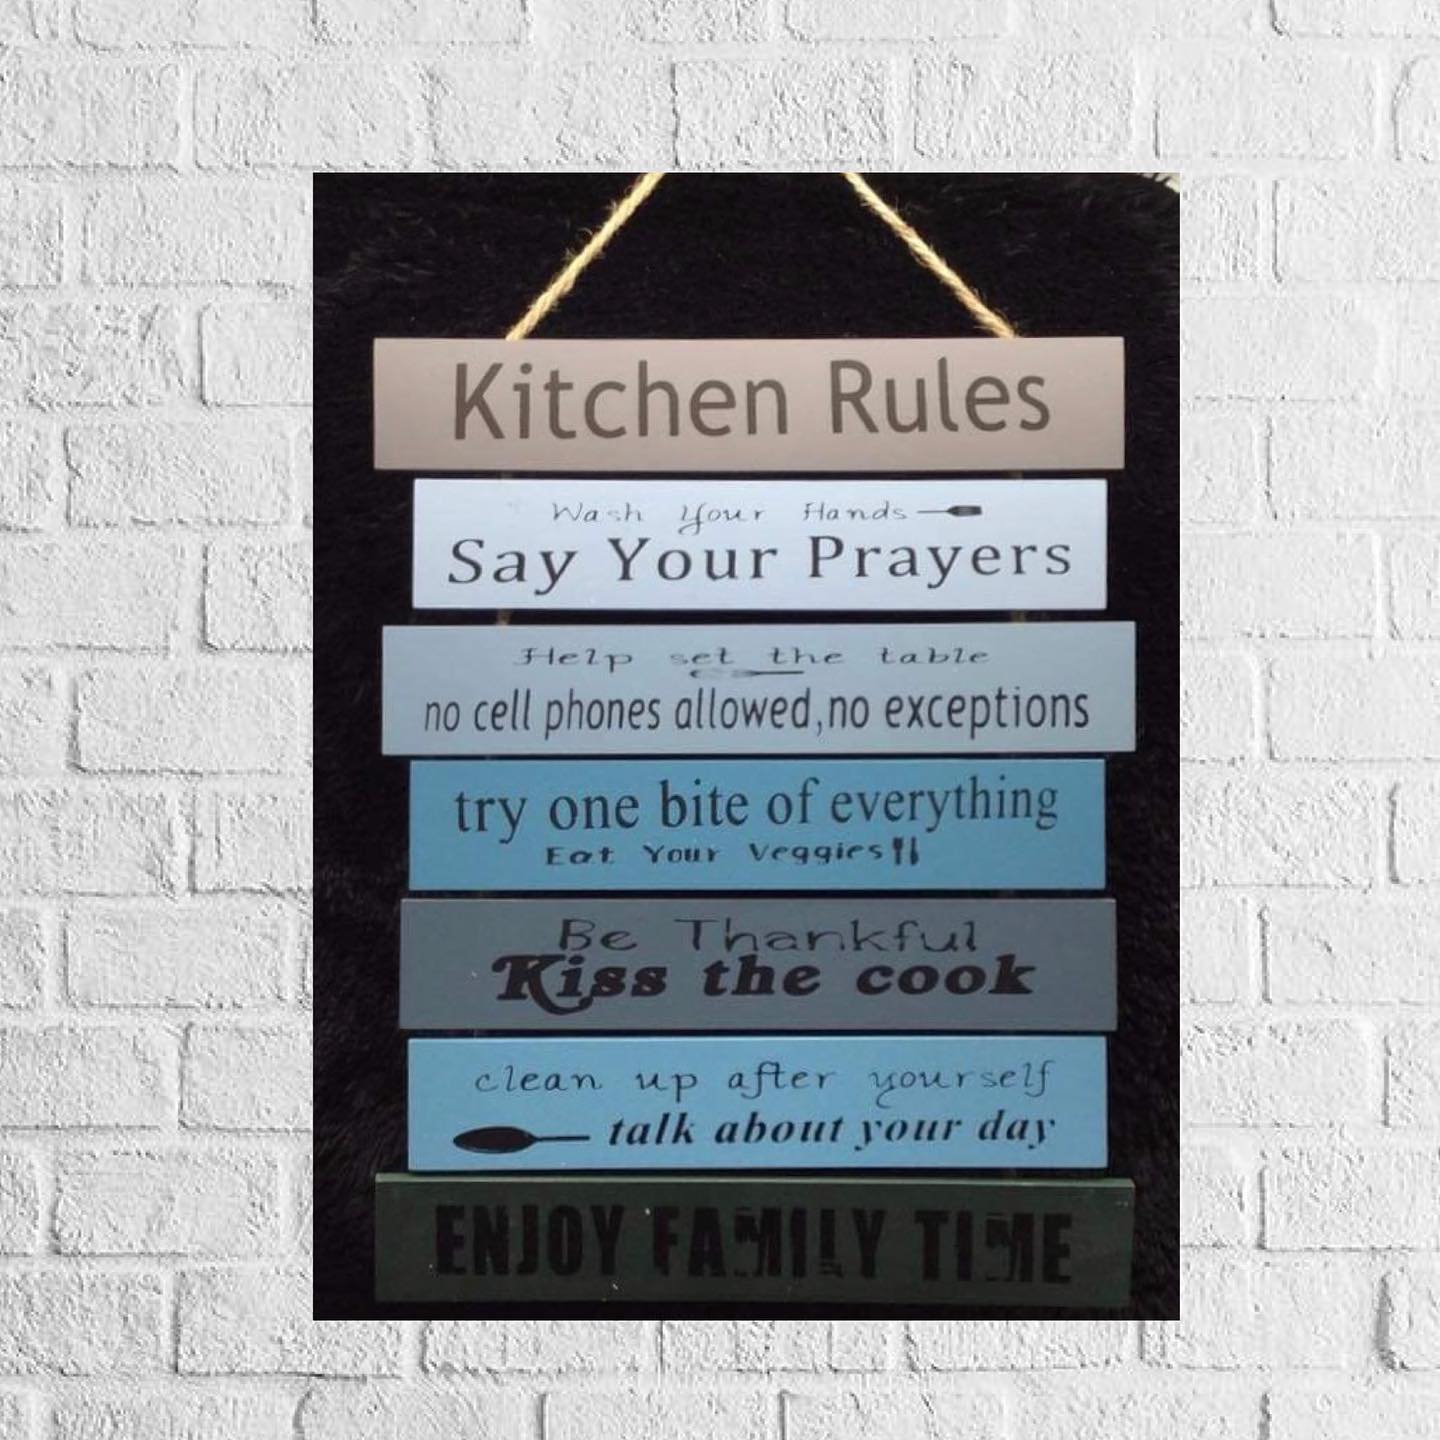 Kitchen Rules
Wash Your Hands
Say Your Prayers
Help set the table
no cell phones allowed,no exceptions
try one bite of everything
Eat Your Veggies
Be Thankful
Kiss the cook
clean up after yourself
talk about your day
ENJOY FAMILY TIME